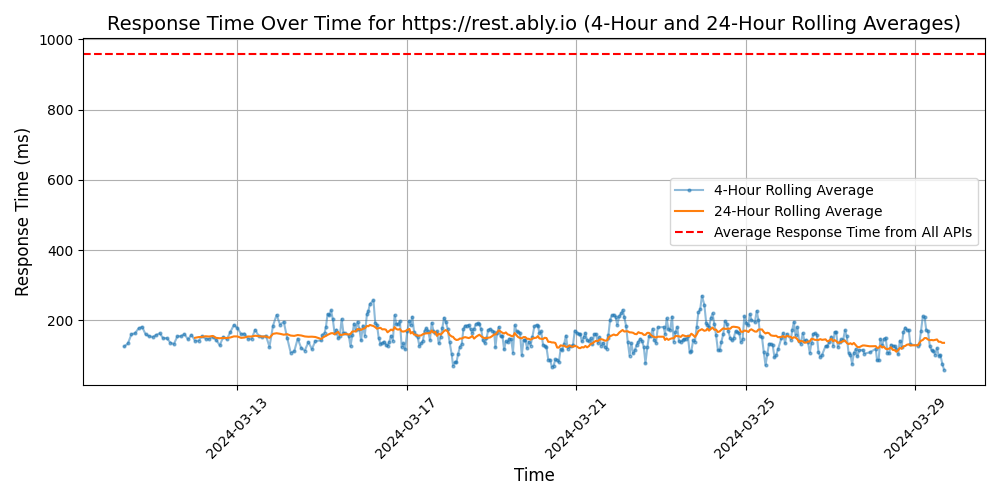 Response Time Over Time for https://rest.ably.io (4-Hour and 24-Hour Rolling Averages)
1000
800
600
400
200
Response Time (ms)
4-Hour Rolling Average
24-Hour Rolling Average
Average Response Time from All APIs
2024-03-13
2024-03-17
2024-03-21
2024-03-25
2024-03-29
Time